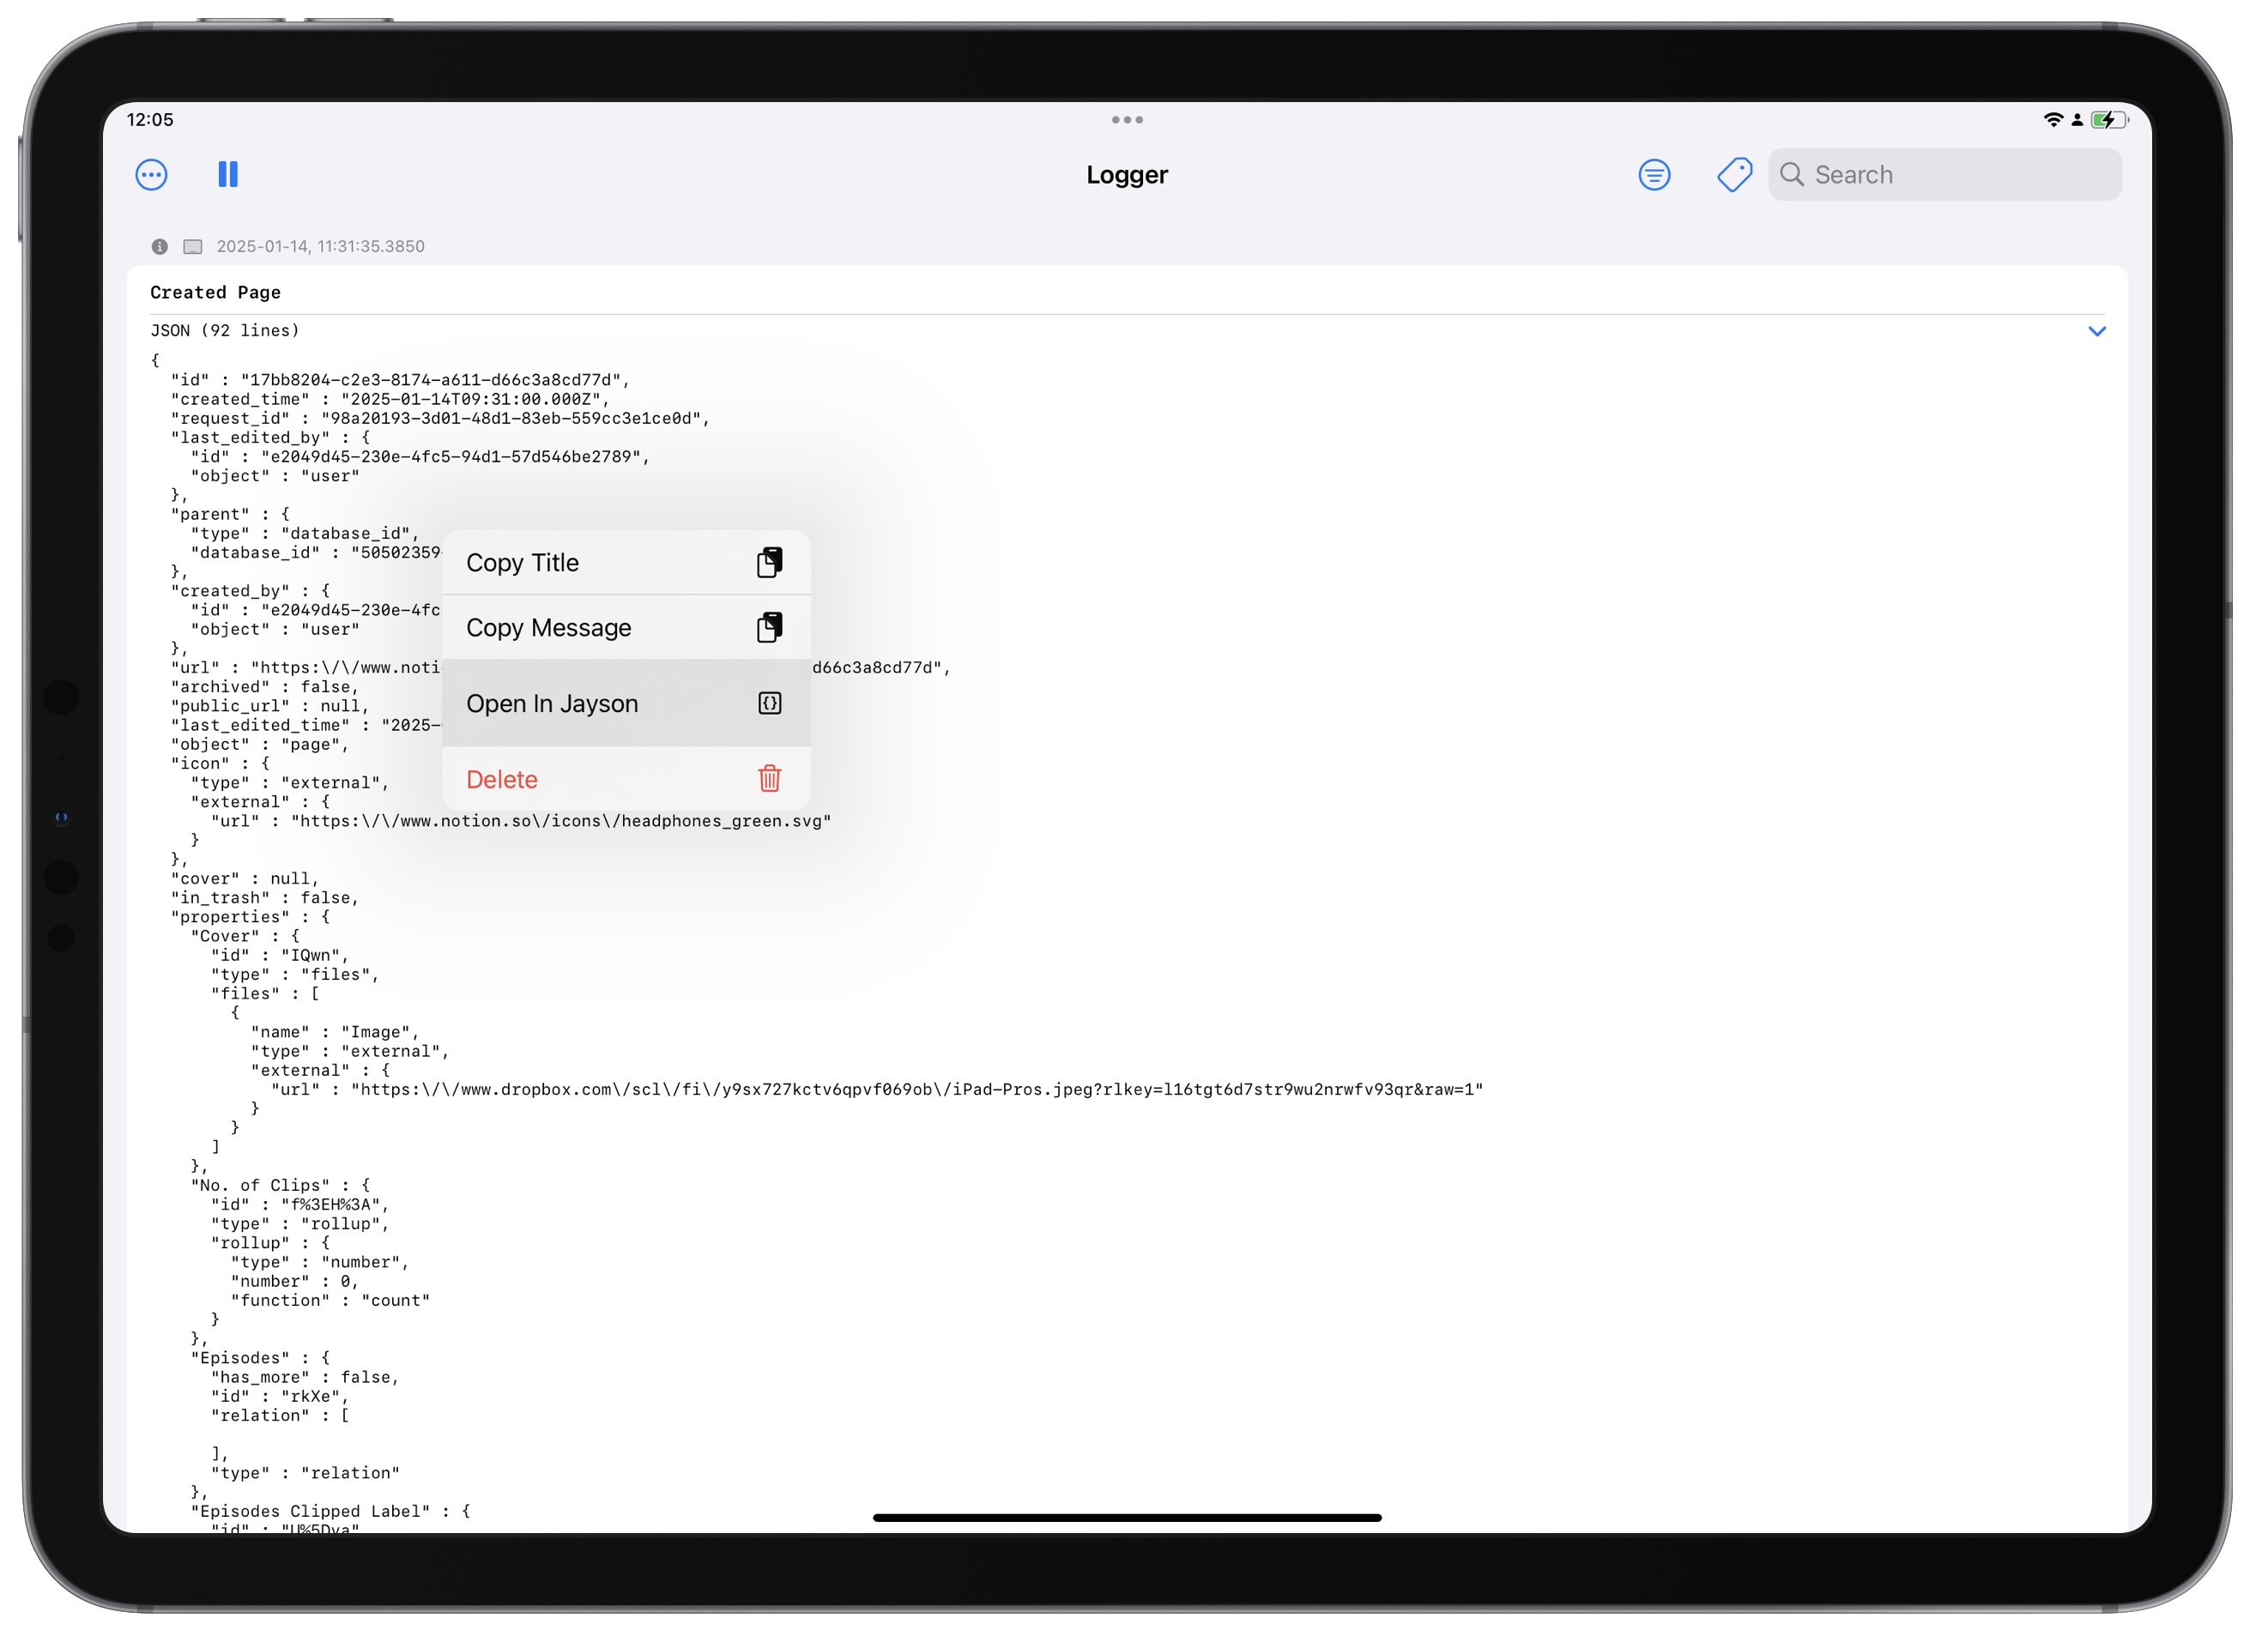 12:05
Logger
Search
2025-01-14, 11:31:35.3850
Created Page
JSON (92 lines)
{
"id" : "17bb8204-c2e3-8174-a611-d66c3a8cd77d",
"created_time" : "2025-01-14T09:31:00.000Z",
"request_id" : "98a20193-3d01-48d1-83eb-559cc3e1ce0d",
"last_edited_by" : {
"id" : "e2049d45-230e-4fc5-94d1-57d546be2789",
"object" : "user"
},
"parent" : {
"type" : "database_id",
"database_id" : "50502359-
},
"created_by" : {
"id" : "e2049d45-230e-4fc
"object" : "user"
},
"url" : "https:\/\/www.noti d66c3a8cd77d",
"archived" : false,
"public_url" : null,
"last_edited_time" : "2025-
"object" : "page",
"icon" : {
"type" : "external",
"external" : {
"url" : "https:\/\/www.notion.so\/icons\/headphones_green.svg"
}
},
"cover" : null,
"in_trash" : false,
"properties" : {
"Cover" : {
"id" : "IQwn",
"type" : "files",
"files" : [
{
"name" : "Image",
"type" : "external",
"external" : {
"url" : "https:\/\/www.dropbox.com\/scl\/fi\/y9sx727kctv6qpvf069ob\/iPad-Pros.jpeg?rlkey=l16tgt6d7str9wu2nrwfv93qr&raw=1"
}
}
]
},
"No. of Clips" : {
"id" : "f%3EH%3A",
"type" : "rollup",
"rollup" : {
"type" : "number",
"number" : 0,
"function" : "count"
}
},
"Episodes" : {
"has_more" : false,
"id" : "rkXe",
"relation" : [
],
"type" : "relation"
},
"Episodes Clipped Label" : {
"id" : "U%5Dya"
Copy Title
Copy Message
Open In Jayson
Delete